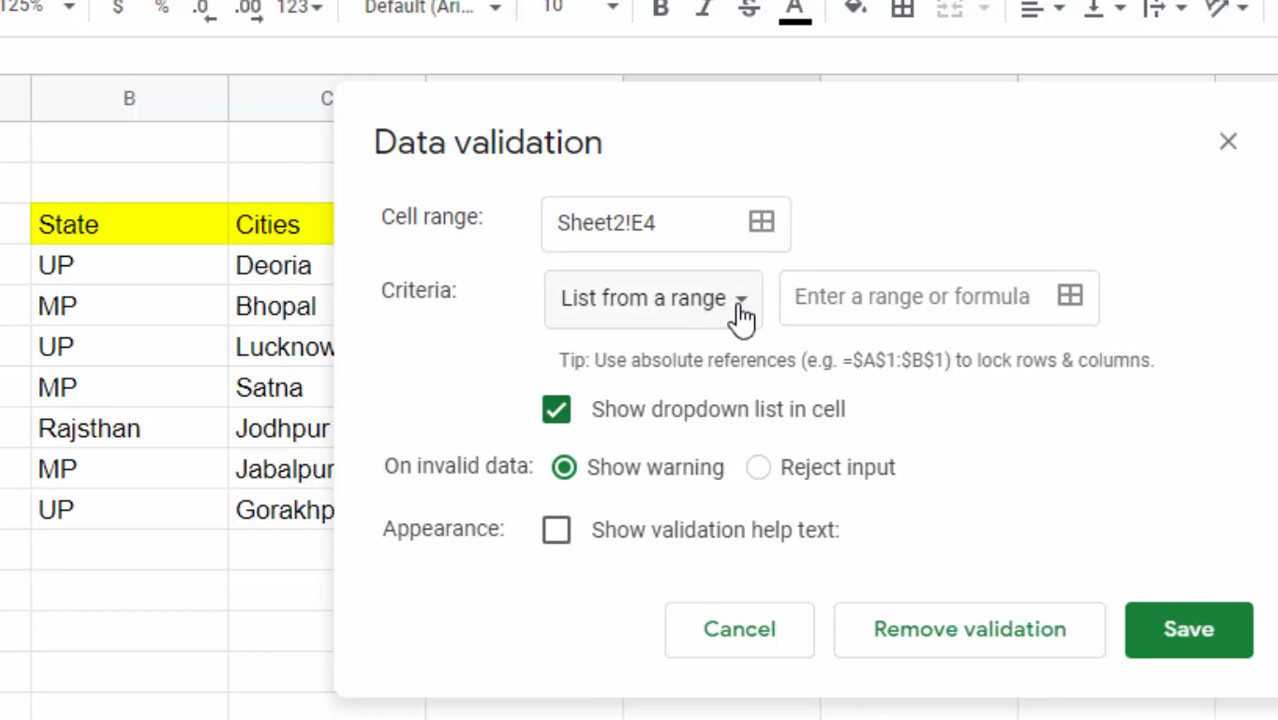 125% $ % .0 .00 123 Default (Ari... 10 B I S A
B C
Data validation
Cell range: Sheet2!E4
Criteria: List from a range Enter a range or formula
Tip: Use absolute references (e.g. =$A$1:$B$1) to lock rows & columns.
Show dropdown list in cell
On invalid data: Show warning Reject input
Appearance: Show validation help text:
Cancel Remove validation Save
State Cities
UP Deoria
MP Bhopal
UP Lucknow
MP Satna
Rajsthan Jodhpur
MP Jabalpur
UP Gorakhp